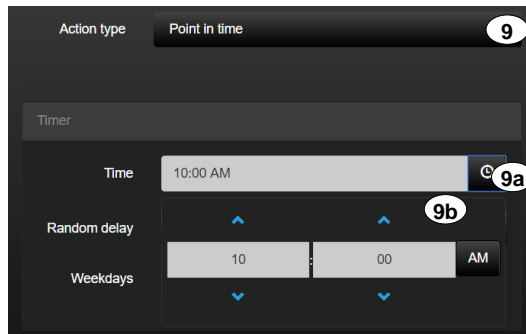 Action type Point in time 9
Timer
Time 10:00 AM 9a
9b
Random delay
10 : 00 AM
Weekdays